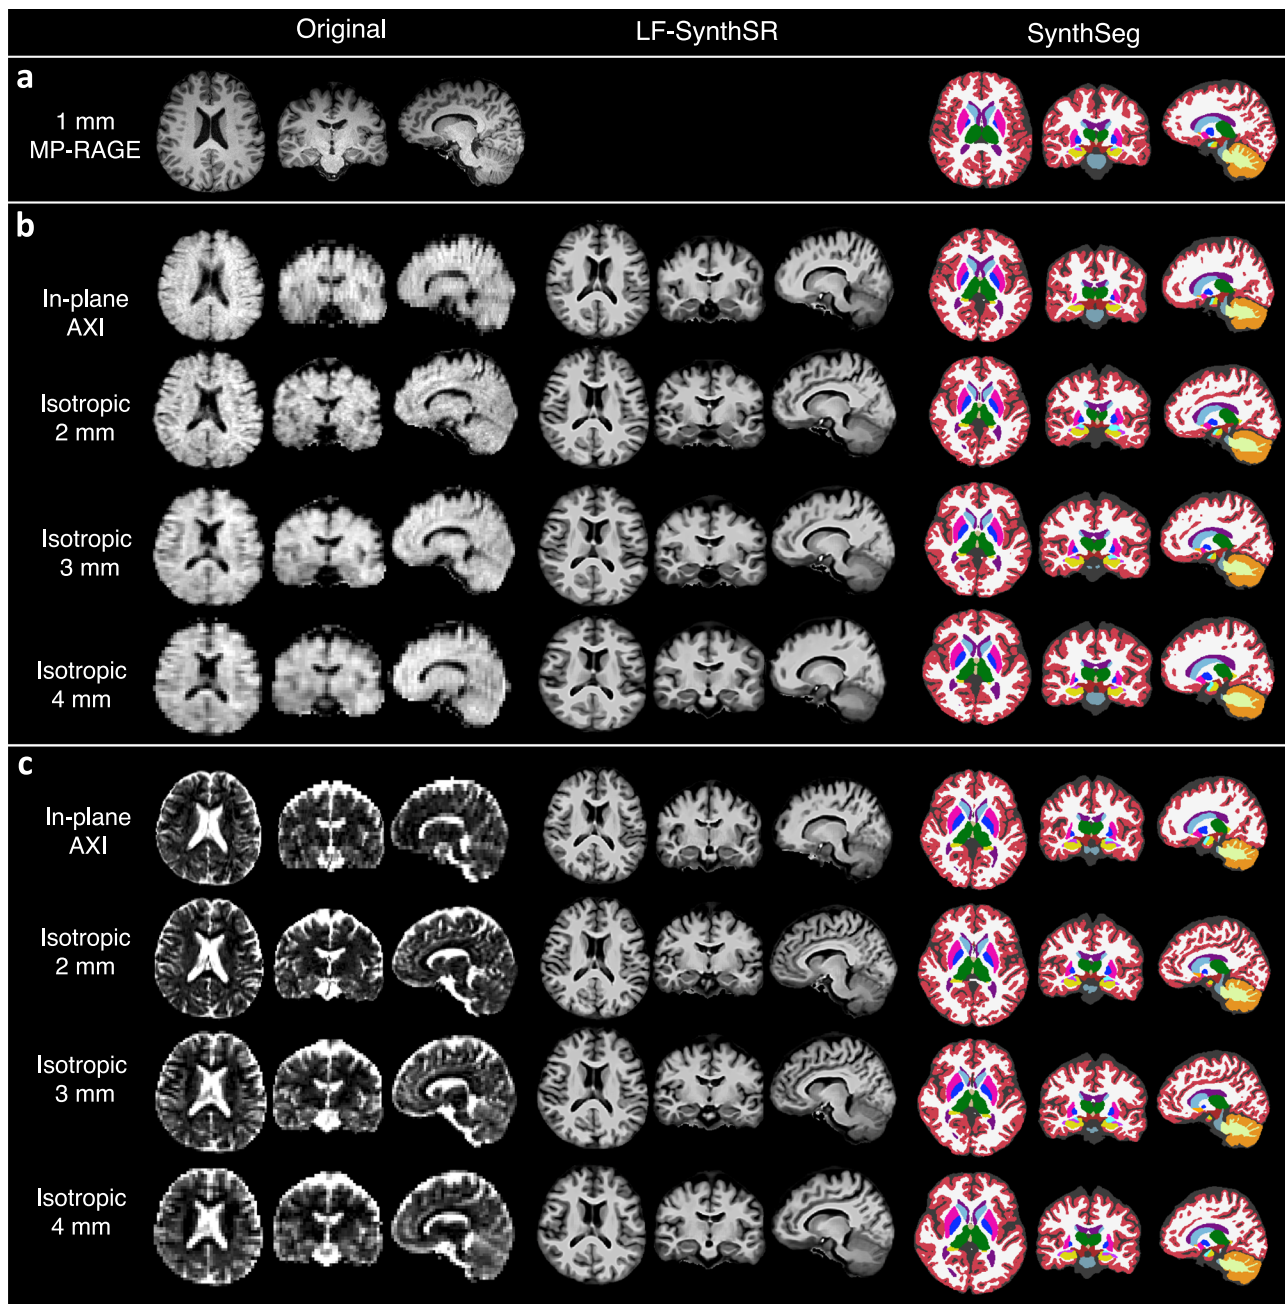 Original LF-SynthSR SynthSeg
a
1 mm
MP-RAGE
b
In-plane
AXI
Isotropic
2 mm
Isotropic
3 mm
Isotropic
4 mm
c
In-plane
AXI
Isotropic
2 mm
Isotropic
3 mm
Isotropic
4 mm